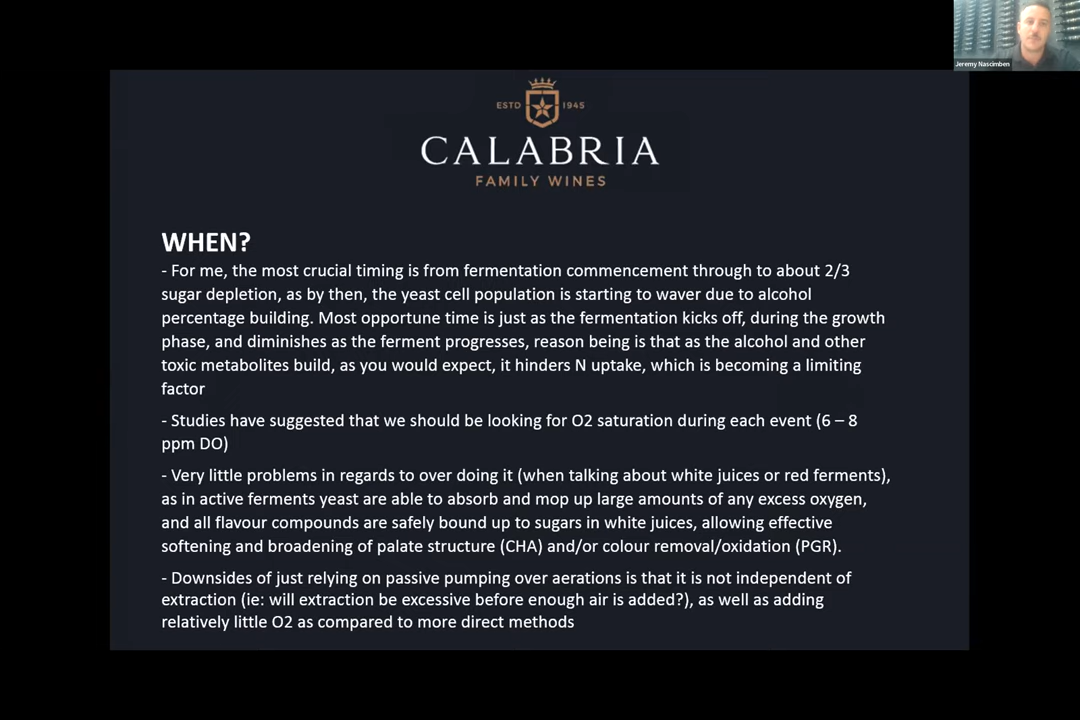 Jeremy Nascimben
ESTD 1945
CALABRIA
FAMILY WINES
WHEN?
- For me, the most crucial timing is from fermentation commencement through to about 2/3
sugar depletion, as by then, the yeast cell population is starting to waver due to alcohol
percentage building. Most opportune time is just as the fermentation kicks off, during the growth
phase, and diminishes as the ferment progresses, reason being is that as the alcohol and other
toxic metabolites build, as you would expect, it hinders N uptake, which is becoming a limiting
factor
- Studies have suggested that we should be looking for O2 saturation during each event (6 – 8
ppm DO)
- Very little problems in regards to over doing it (when talking about white juices or red ferments),
as in active ferments yeast are able to absorb and mop up large amounts of any excess oxygen,
and all flavour compounds are safely bound up to sugars in white juices, allowing effective
softening and broadening of palate structure (CHA) and/or colour removal/oxidation (PGR).
- Downsides of just relying on passive pumping over aerations is that it is not independent of
extraction (ie: will extraction be excessive before enough air is added?), as well as adding
relatively little O2 as compared to more direct methods